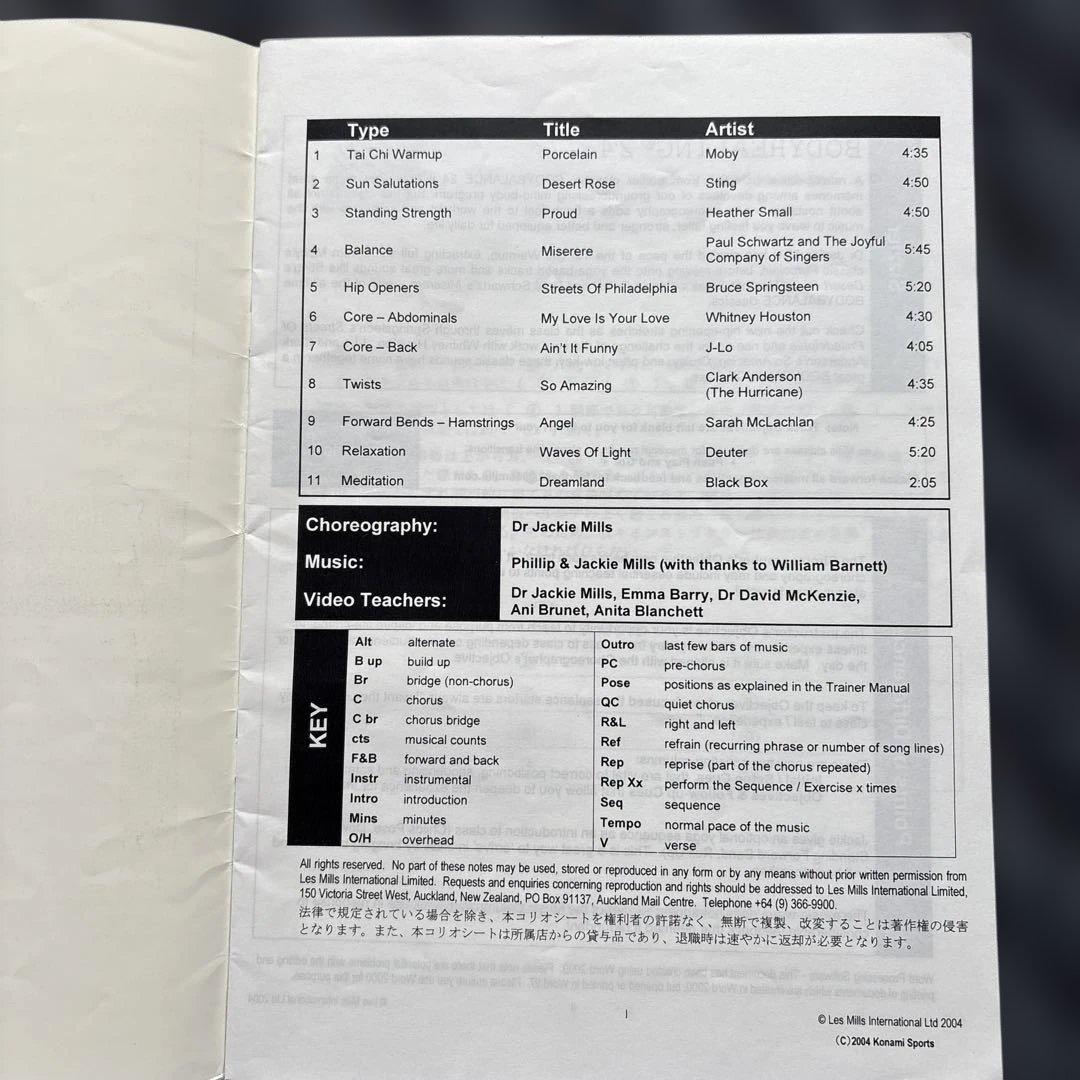 Type Title Artist
1 Tai Chi Warmup Porcelain Moby 4:35
2 Sun Salutations Desert Rose Sting 4:50
3 Standing Strength Proud Heather Small 4:50
4 Balance Miserere Paul Schwartz and The Joyful Company of Singers 5:45
5 Hip Openers Streets Of Philadelphia Bruce Springsteen 5:20
6 Core – Abdominals My Love Is Your Love Whitney Houston 4:30
7 Core – Back Ain't It Funny J-Lo 4:05
8 Twists So Amazing Clark Anderson (The Hurricane) 4:35
9 Forward Bends – Hamstrings Angel Sarah McLachlan 4:25
10 Relaxation Waves Of Light Deuter 5:20
11 Meditation Dreamland Black Box 2:05
Choreography: Dr Jackie Mills
Music: Phillip & Jackie Mills (with thanks to William Barnett)
Video Teachers: Dr Jackie Mills, Emma Barry, Dr David McKenzie,
Ani Brunet, Anita Blanchett
KEY
Alt alternate
B up build up
Br bridge (non-chorus)
C chorus
C br chorus bridge
cts musical counts
F&B forward and back
Instr instrumental
Intro introduction
Mins minutes
O/H overhead
Outro last few bars of music
PC pre-chorus
Pose positions as explained in the Trainer Manual
QC quiet chorus
R&L right and left
Ref refrain (recurring phrase or number of song lines)
Rep reprise (part of the chorus repeated)
Rep Xx perform the Sequence / Exercise x times
Seq sequence
Tempo normal pace of the music
V verse
All rights reserved. No part of these notes may be used, stored or reproduced in any form or by any means without prior written permission from
Les Mills International Limited. Requests and enquiries concerning reproduction and rights should be addressed to Les Mills International Limited,
150 Victoria Street West, Auckland, New Zealand, PO Box 91137, Auckland Mail Centre. Telephone +64 (9) 366-9900.
法律で規定されている場合を除き、本コリオシートを権利者の許諾なく、無断で複製、改変することは著作権の侵害
となります。また、本コリオシートは所属店からの貸与品であり、退職時は速やかに返却が必要となります。
1
© Les Mills International Ltd 2004
(C)2004 Konami Sports